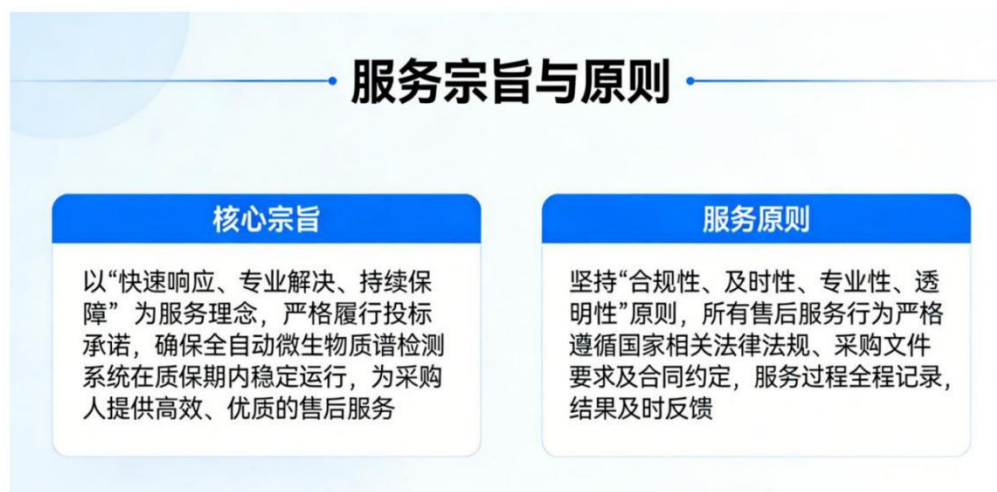 服务宗旨与原则
核心宗旨
以“快速响应、专业解决、持续保
障” 为服务理念，严格履行投标
承诺，确保全自动微生物质谱检测
系统在质保期内稳定运行，为采购
人提供高效、优质的售后服务
服务原则
坚持“合规性、及时性、专业性、透
明性”原则，所有售后服务行为严格
遵循国家相关法律法规、采购文件
要求及合同约定，服务过程全程记录，
结果及时反馈